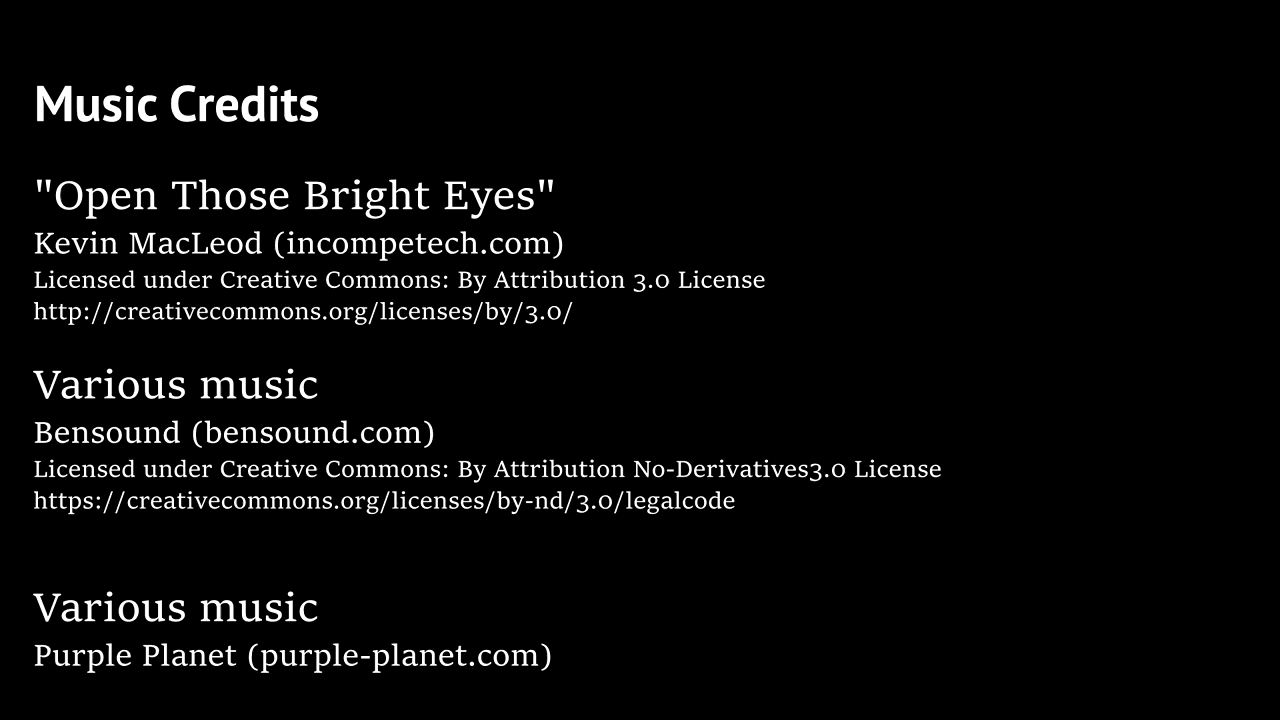 Music Credits
"Open Those Bright Eyes"
Kevin MacLeod (incompetech.com)
Licensed under Creative Commons: By Attribution 3.0 License
http://creativecommons.org/licenses/by/3.0/
Various music
Bensound (bensound.com)
Licensed under Creative Commons: By Attribution No-Derivatives3.0 License
https://creativecommons.org/licenses/by-nd/3.0/legalcode
Various music
Purple Planet (purple-planet.com)